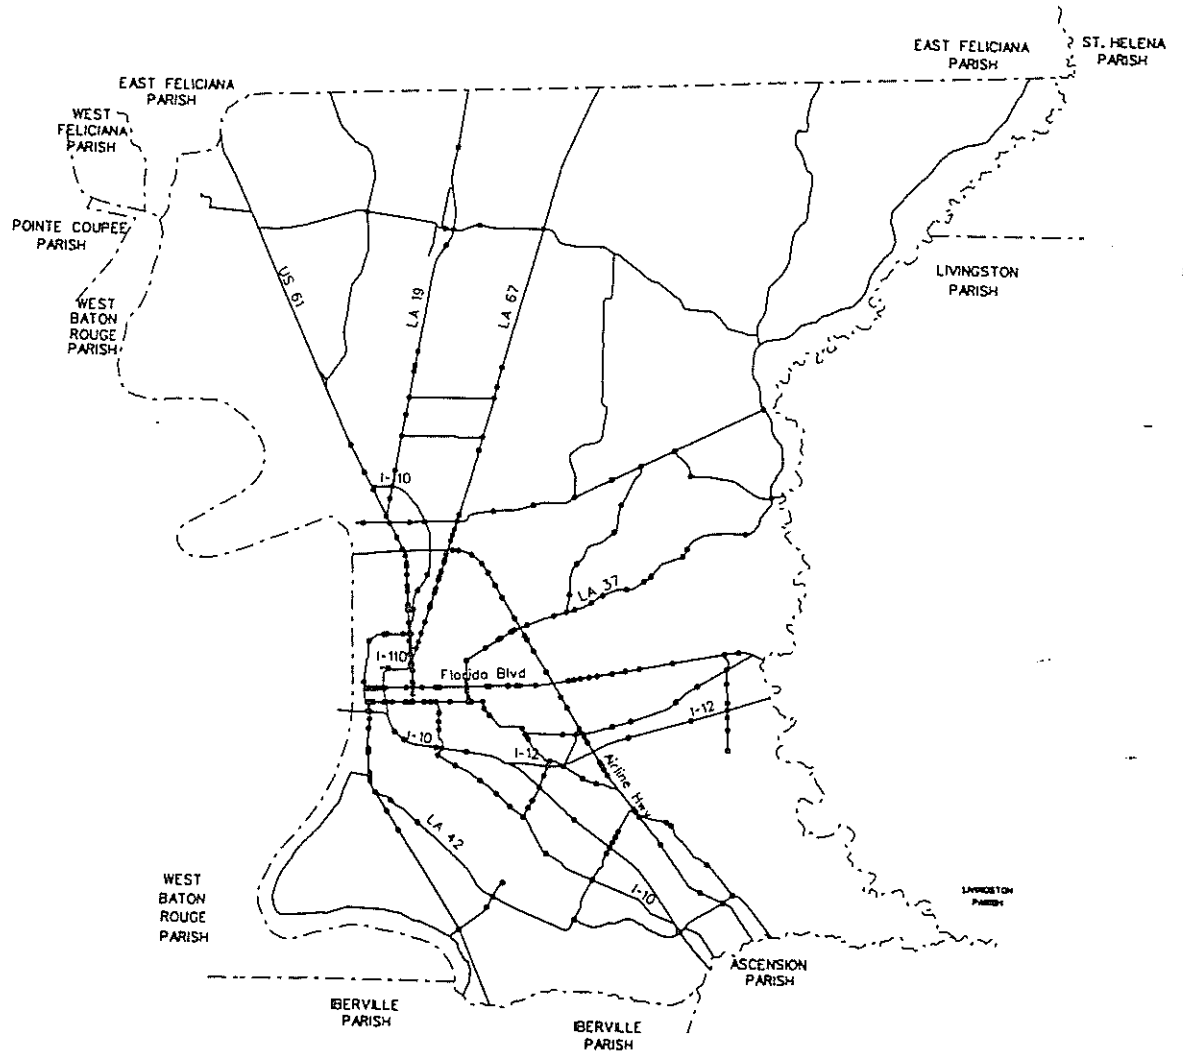 EAST FELICIANA
PARISH
ST. HELENA
PARISH
EAST FELICIANA
PARISH
WEST
FELICIANA
PARISH
POINTE COUPEE
PARISH
LIVINGSTON
PARISH
WEST
BATON
ROUGE
PARISH
US 61
LA 19
LA 67
I-110
LA 37
I-110
Florida Blvd
I-12
I-10
I-12
Airline Hwy
LA 42
I-10
WEST
BATON
ROUGE
PARISH
LIVINGSTON
PARISH
ASCENSION
PARISH
IBERVILLE
PARISH
IBERVILLE
PARISH